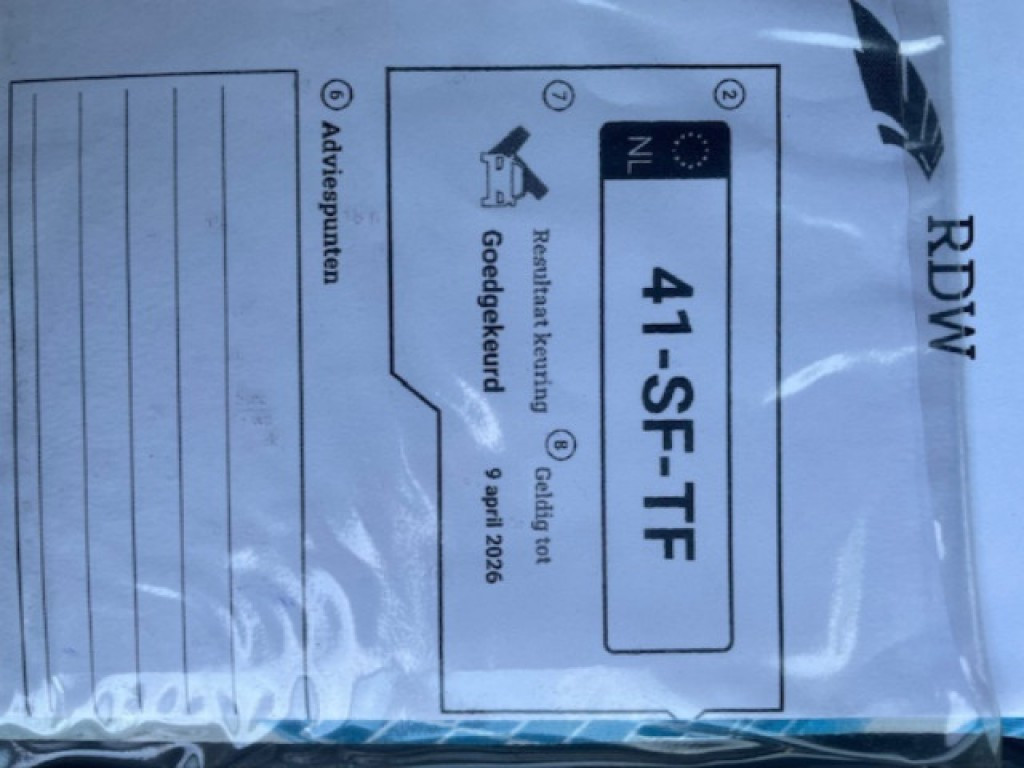 RDW
2
NL
41-SF-TF
7 Resultaat keuring
Goedgekeurd
8 Geldig tot
9 april 2026
6 Adviespunten